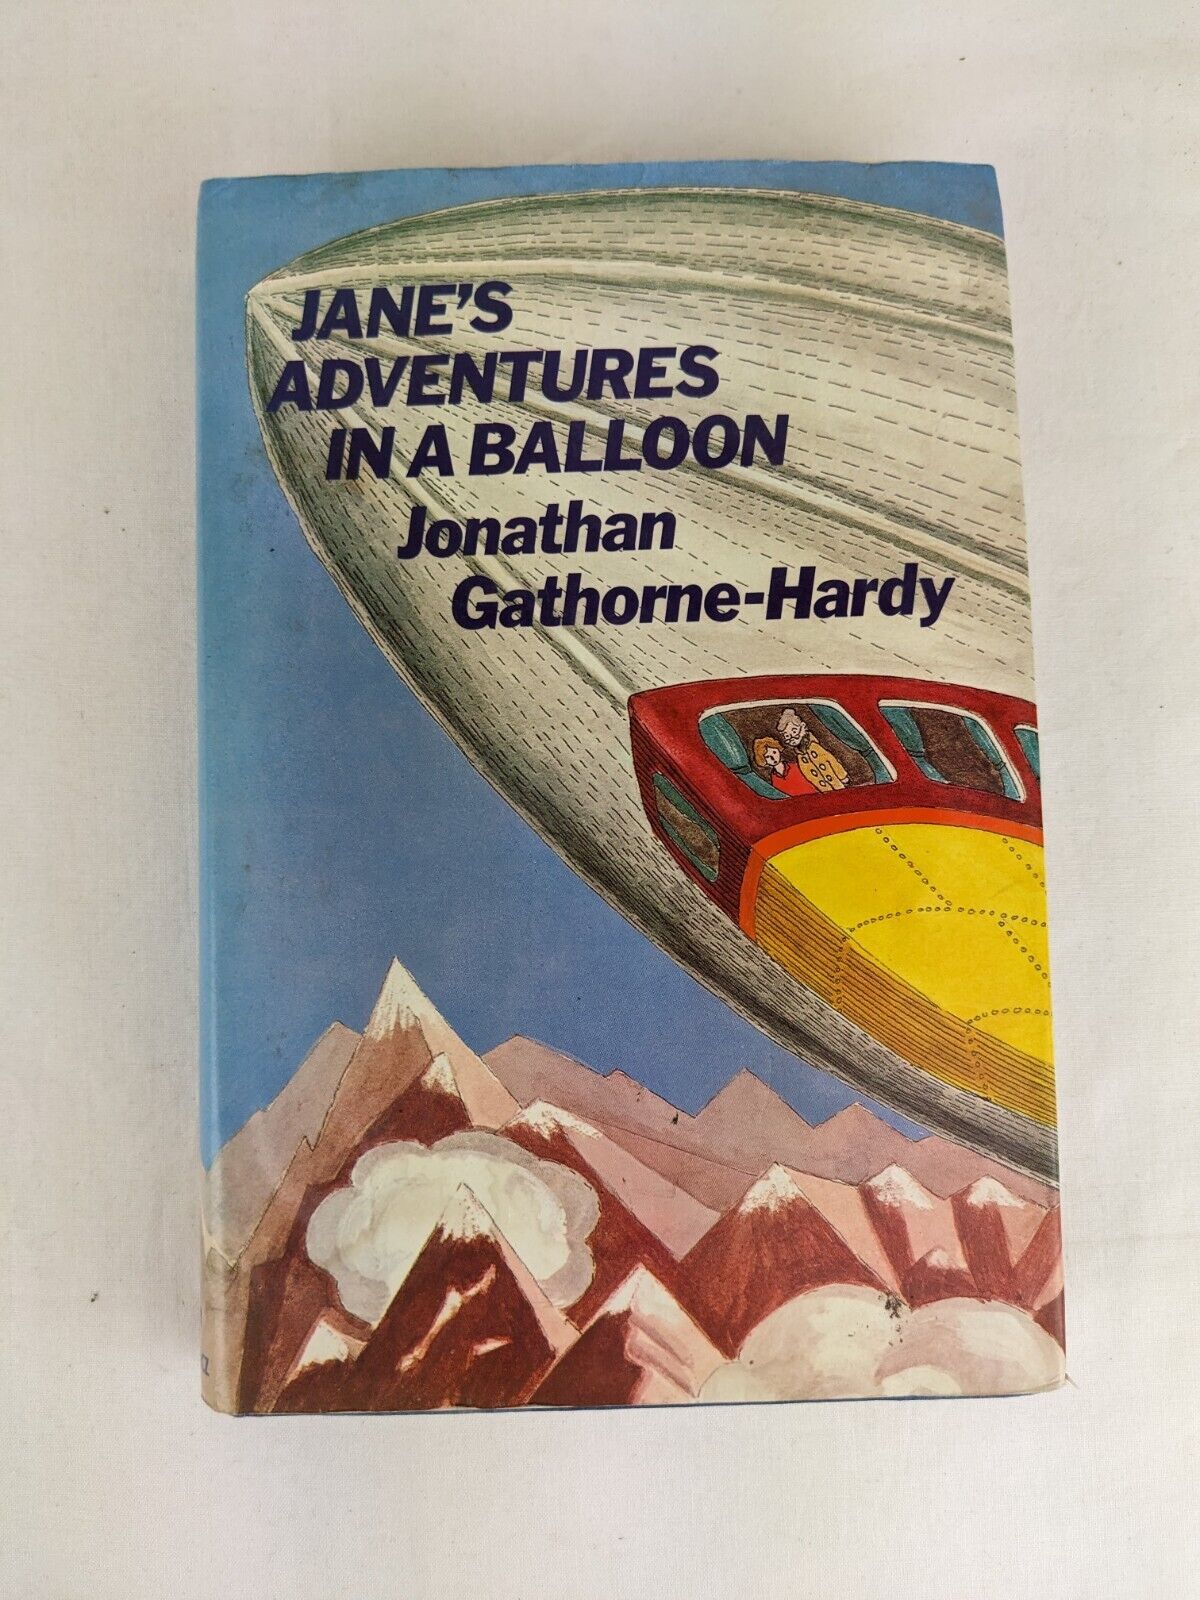 JANE'S
ADVENTURES
IN A BALLOON
Jonathan
Gathorne-Hardy